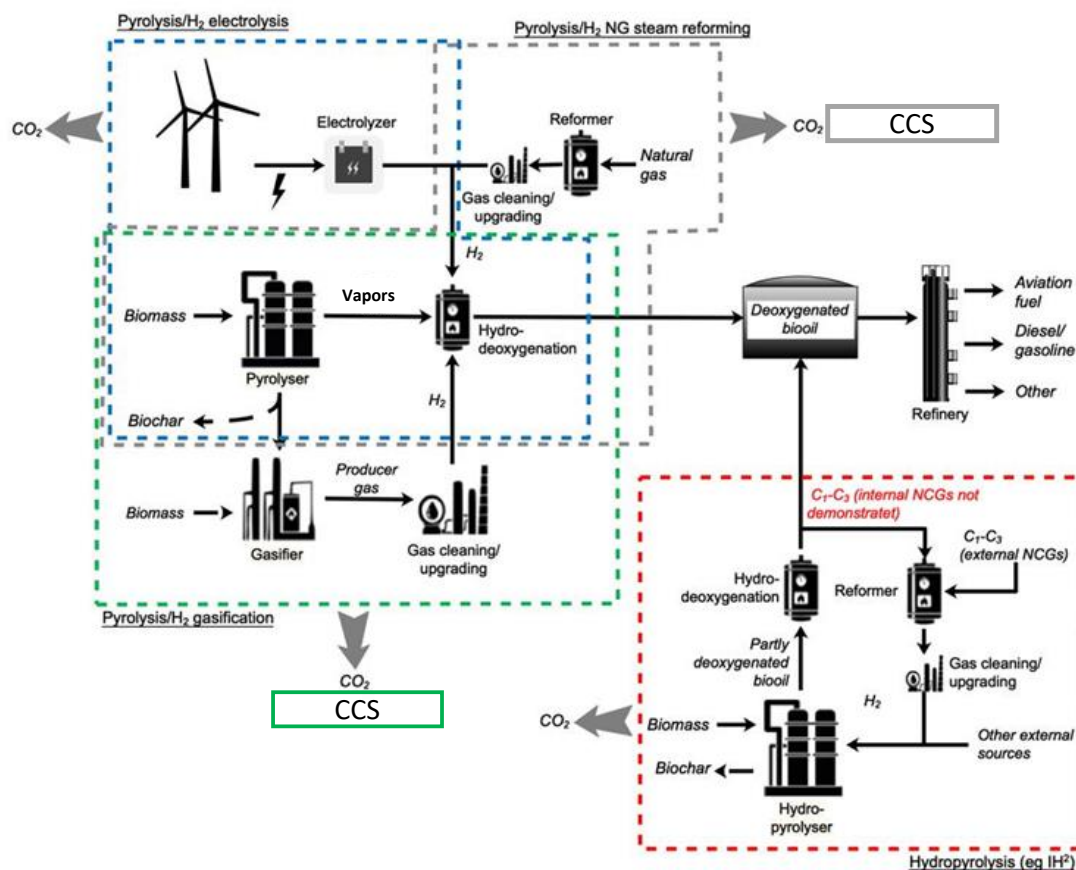 Pyrolysis/H₂ electrolysis
Pyrolysis/H₂ NG steam reforming
CO₂
Electrolyzer
Reformer
Natural
gas
Gas cleaning/
upgrading
CO₂
CCS
H₂
Biomass
Vapors
Hydro-
deoxygenation
Pyrolyser
H₂
Biochar
Deoxygenated
biooil
Aviation
fuel
Diesel/
gasoline
Other
Refinery
Biomass
Producer
gas
Gasifier
Gas cleaning/
upgrading
Pyrolysis/H₂ gasification
CO₂
CCS
C₁-C₃ (internal NCGs not
demonstratet)
C₁-C₃
(external NCGs)
Hydro-
deoxygenation
Reformer
Partly
deoxygenated
biooil
Gas cleaning/
upgrading
H₂
CO₂
Biomass
Other external
sources
Biochar
Hydro-
pyrolyser
Hydropyrolysis (eg IH²)